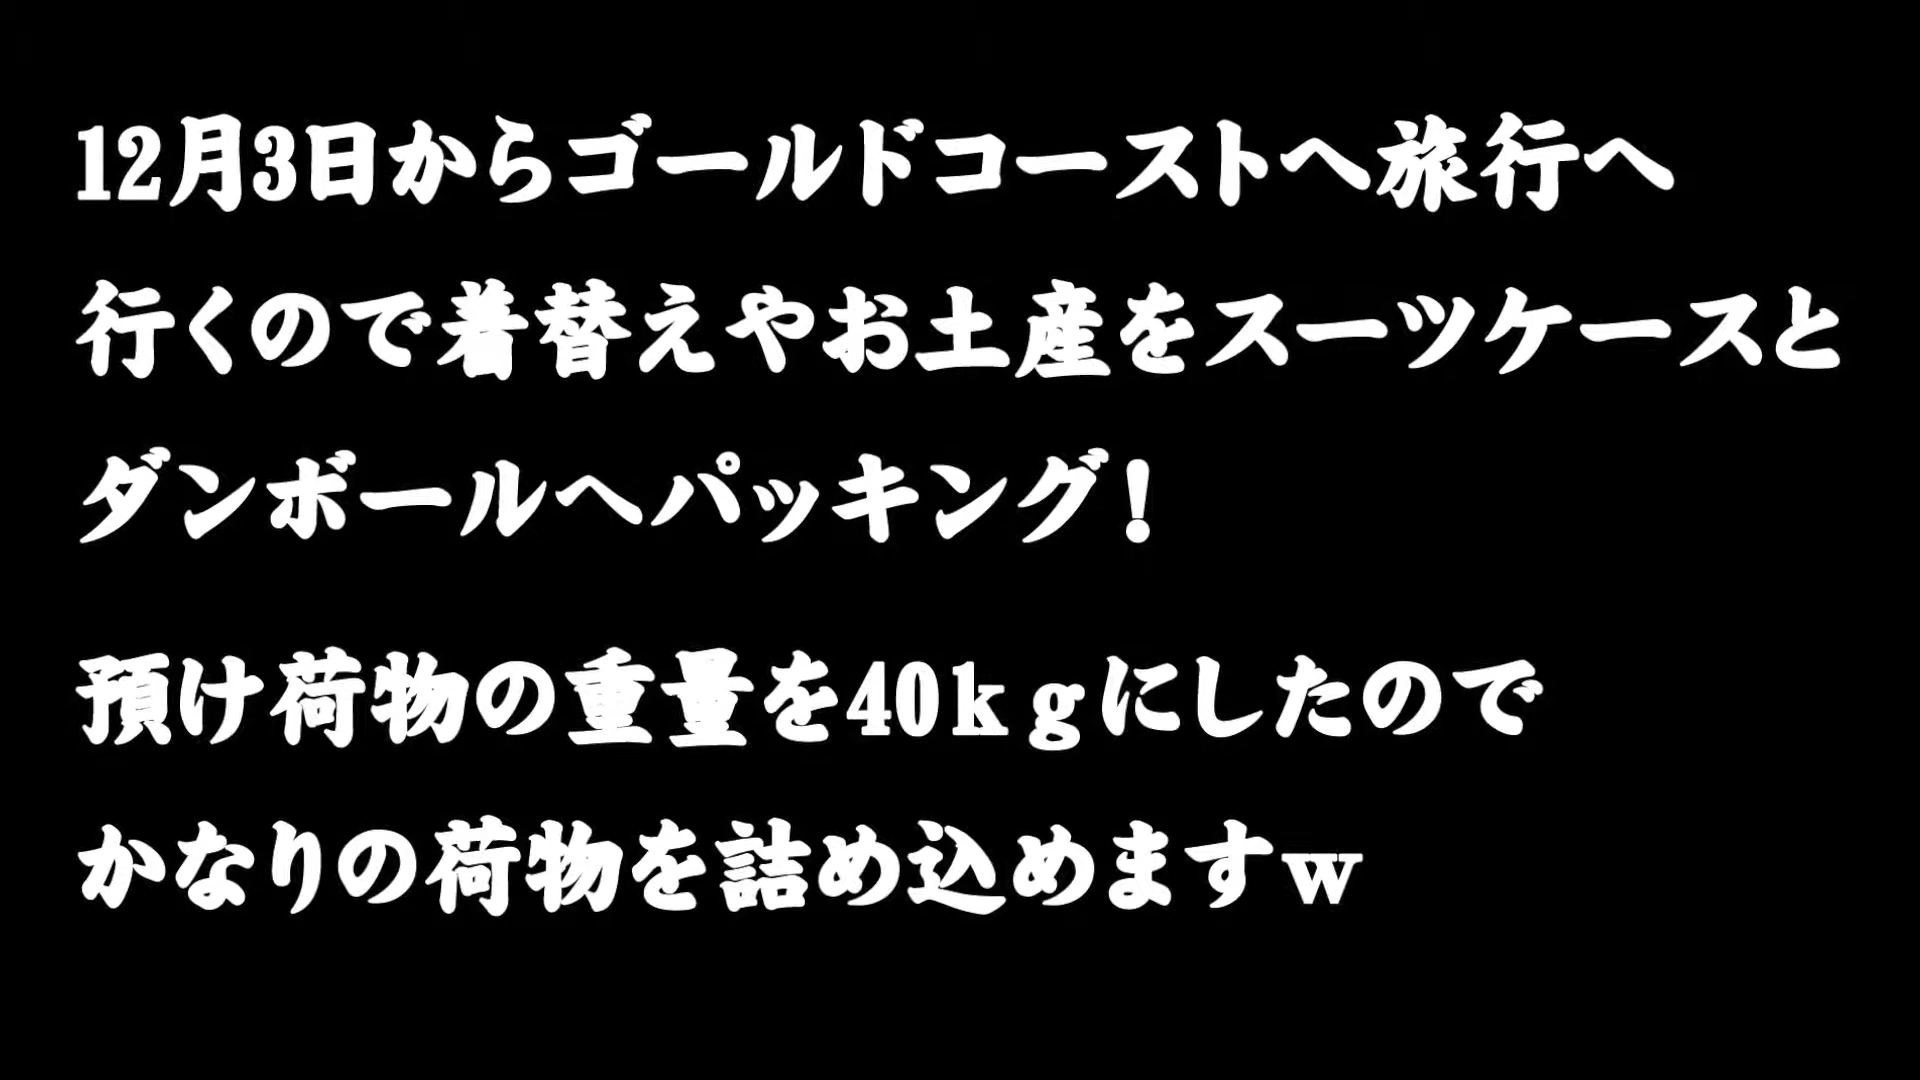 12月3日からゴールドコーストへ旅行へ
行くので着替えやお土産をスーツケースと
ダンボールへパッキング！
預け荷物の重量を40ｋｇにしたので
かなりの荷物を詰め込めますｗ